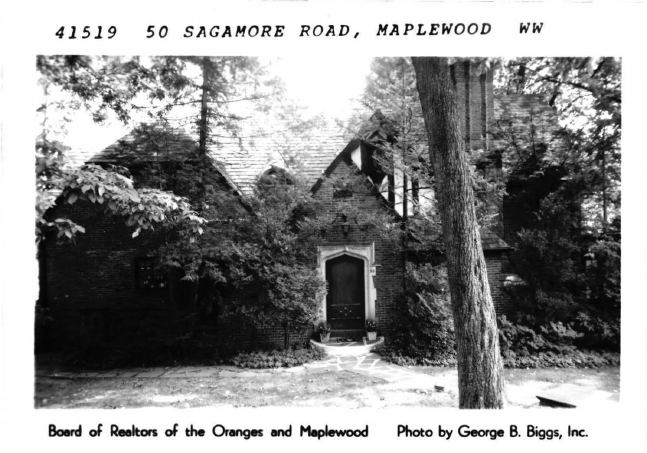 41519 50 SAGAMORE ROAD, MAPLEWOOD WW
Board of Realtors of the Oranges and Maplewood Photo by George B. Biggs, Inc.